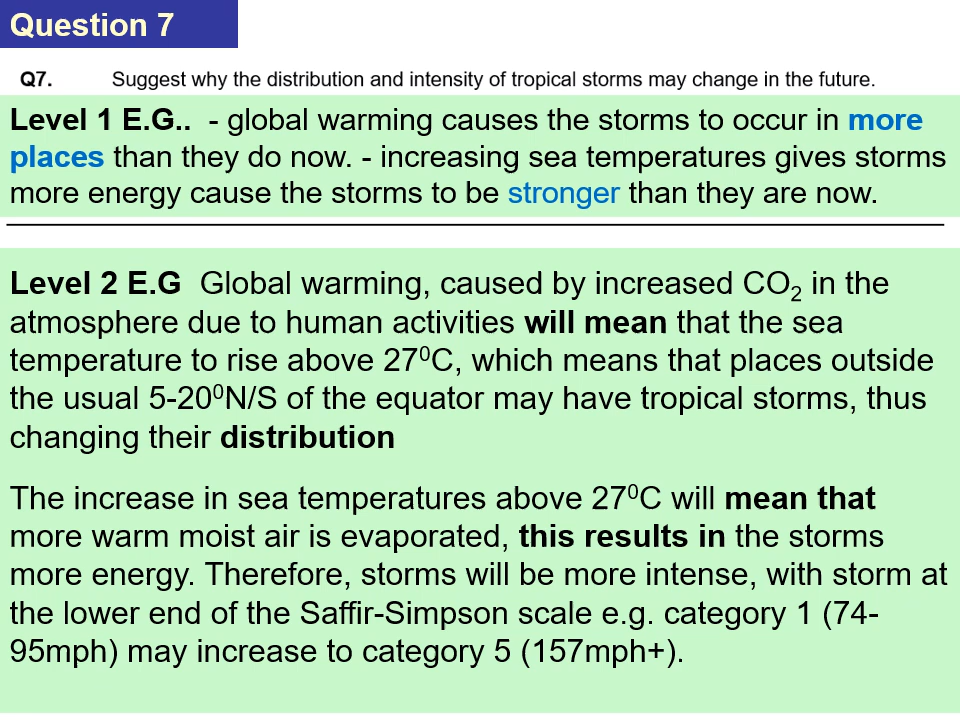 Question 7
Q7. Suggest why the distribution and intensity of tropical storms may change in the future.
Level 1 E.G.. - global warming causes the storms to occur in more
places than they do now. - increasing sea temperatures gives storms
more energy cause the storms to be stronger than they are now.
Level 2 E.G Global warming, caused by increased CO2 in the
atmosphere due to human activities will mean that the sea
temperature to rise above 27⁰C, which means that places outside
the usual 5-20⁰N/S of the equator may have tropical storms, thus
changing their distribution
The increase in sea temperatures above 27⁰C will mean that
more warm moist air is evaporated, this results in the storms
more energy. Therefore, storms will be more intense, with storm at
the lower end of the Saffir-Simpson scale e.g. category 1 (74-
95mph) may increase to category 5 (157mph+).